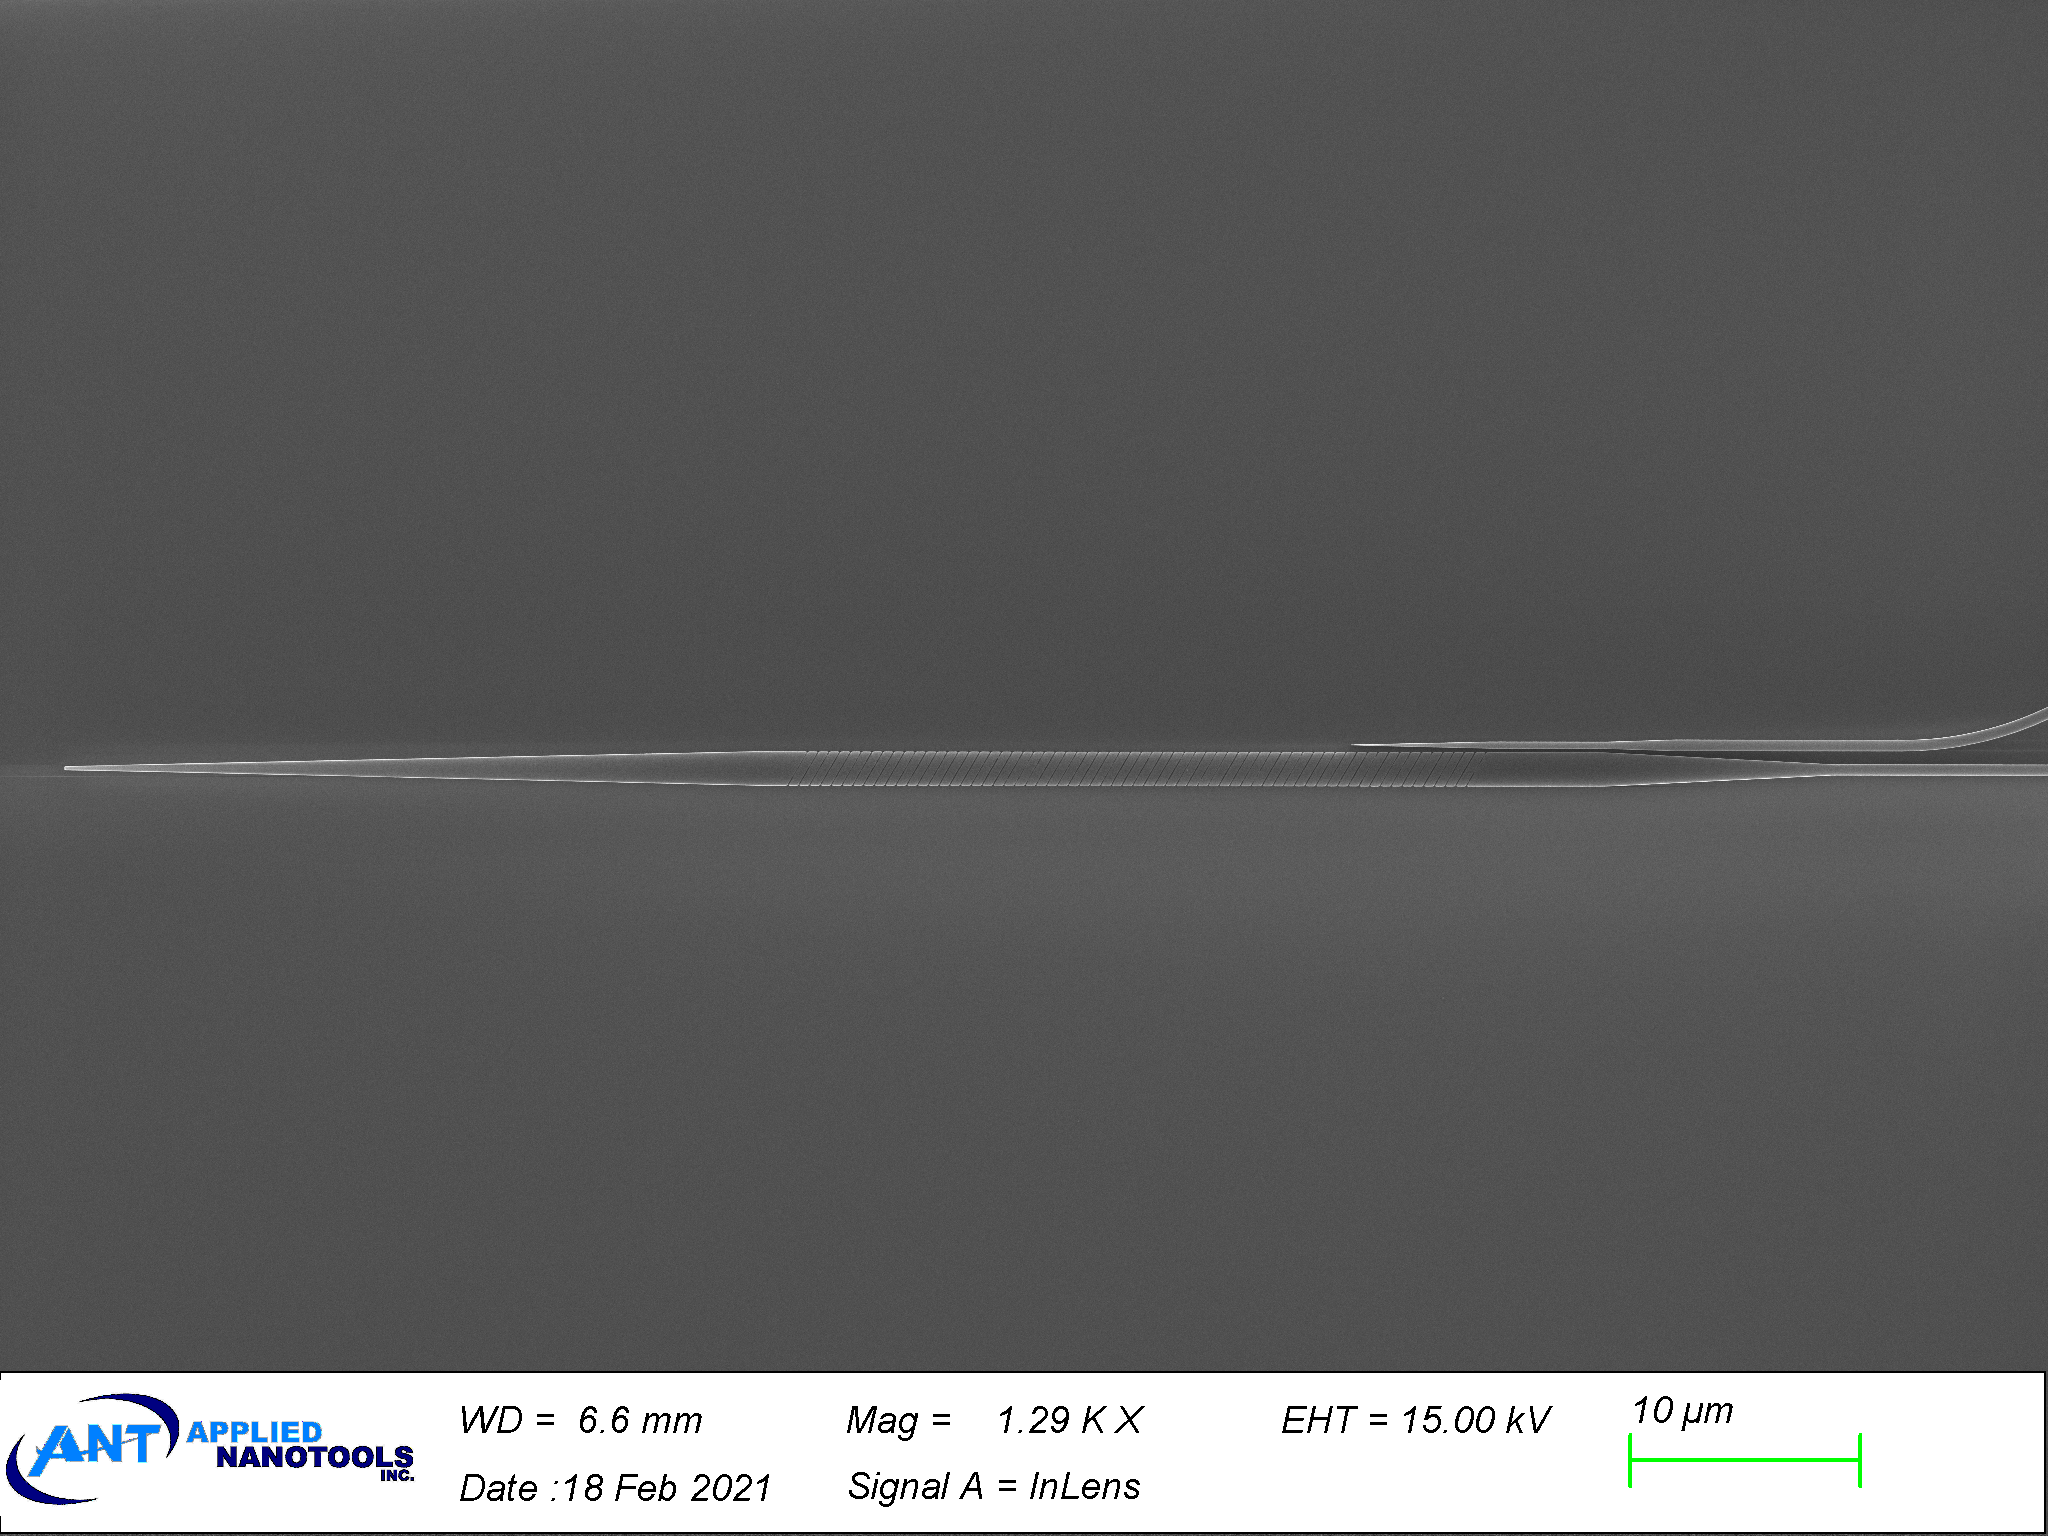 ANT APPLIED
NANOTOOLS
INC.
WD = 6.6 mm
Mag = 1.29 K X
EHT = 15.00 kV
10 µm
Date :18 Feb 2021
Signal A = InLens